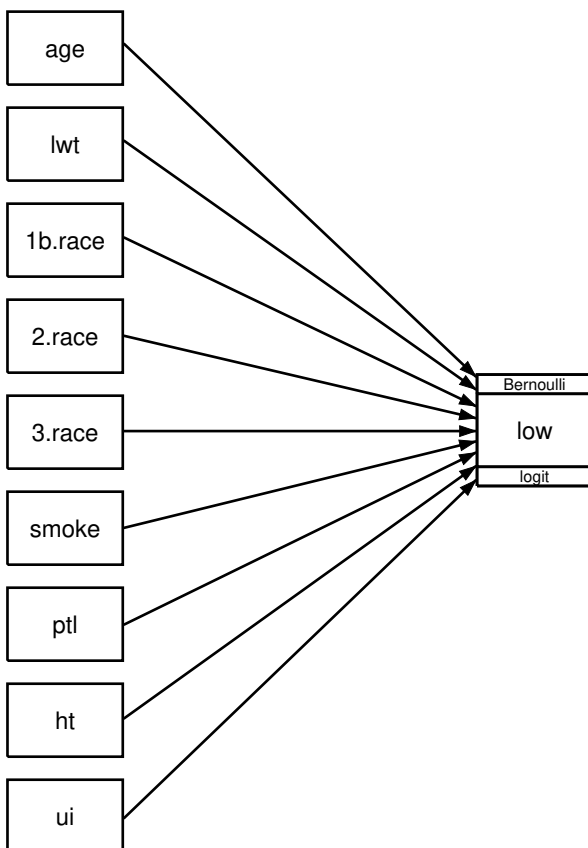 age
lwt
1b.race
2.race
3.race
smoke
ptl
ht
ui
Bernoulli
low
logit